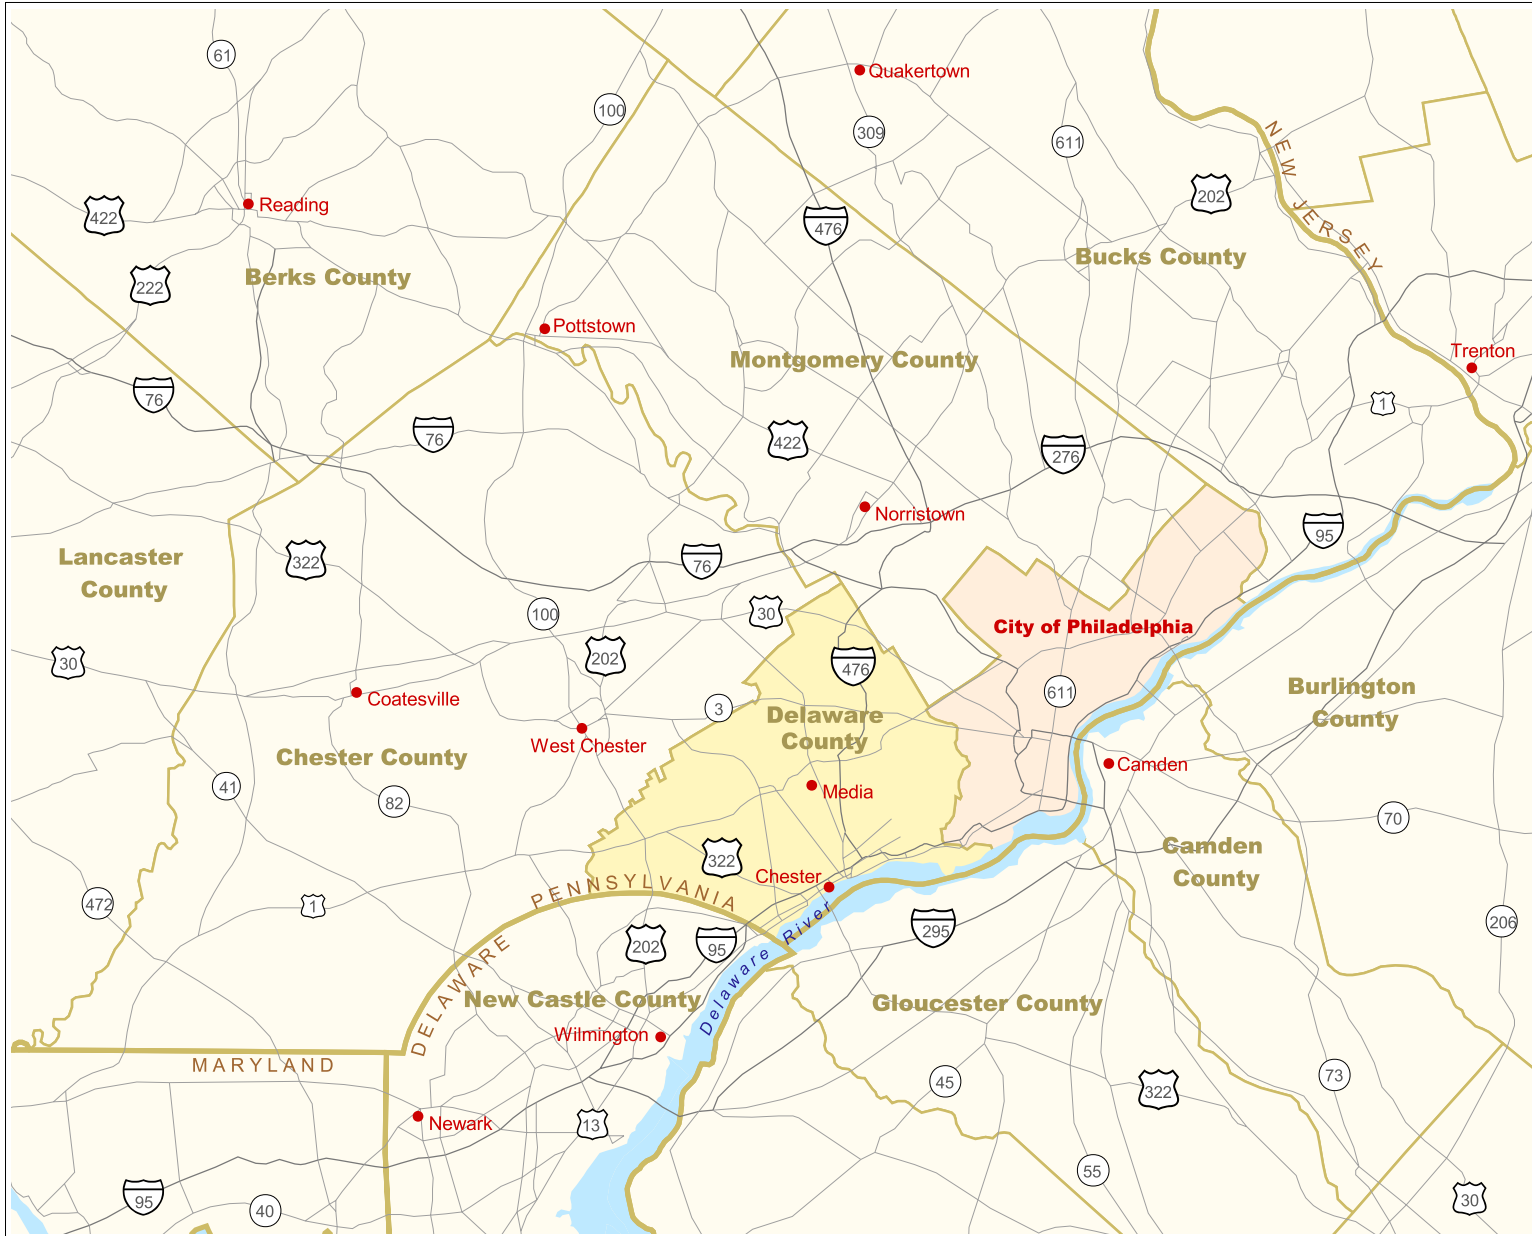 61
100
Quakertown
309
611
NEW JERSEY
202
422
Reading
476
Bucks County
222
Berks County
Pottstown
Montgomery County
Trenton
76
1
76
422
276
Norristown
95
Lancaster
County
322
76
100
30
City of Philadelphia
202
30
476
Coatesville
611
Burlington
County
3
Delaware
County
West Chester
Chester County
Camden
41
Media
82
70
322
Camden
County
Chester
PENNSYLVANIA
472
1
206
Delaware River
295
202
95
DELAWARE
New Castle County
Gloucester County
Wilmington
MARYLAND
45
322
73
Newark
13
55
95
40
30